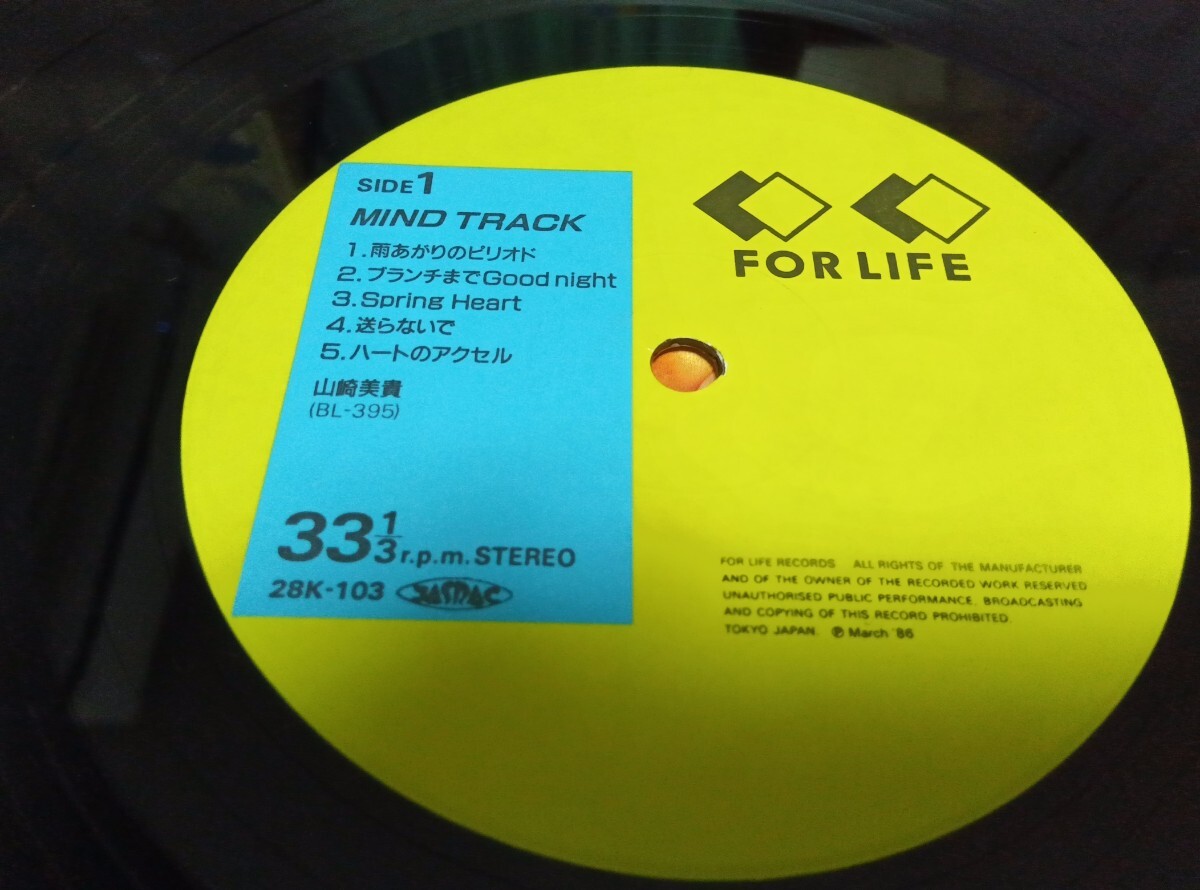 SIDE 1
MIND TRACK
1.雨あがりのピリオド
2.ブランチまでGood night
3.Spring Heart
4.送らないで
5.ハートのアクセル
山崎美貴
(BL-395)
33 1/3 r.p.m. STEREO
28K-103 JASRAC
FOR LIFE
FOR LIFE RECORDS ALL RIGHTS OF THE MANUFACTURER
AND OF THE OWNER OF THE RECORDED WORK RESERVED
UNAUTHORISED PUBLIC PERFORMANCE, BROADCASTING
AND COPYING OF THIS RECORD PROHIBITED.
TOKYO JAPAN. ℗ March '86